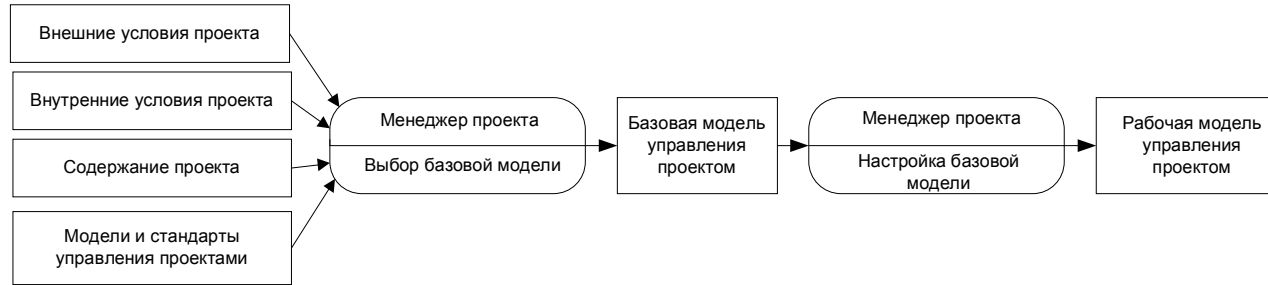 Внешние условия проекта
Внутренние условия проекта
Содержание проекта
Модели и стандарты
управления проектами
Менеджер проекта
Выбор базовой модели
Базовая модель
управления
проектом
Менеджер проекта
Настройка базовой
модели
Рабочая модель
управления
проектом